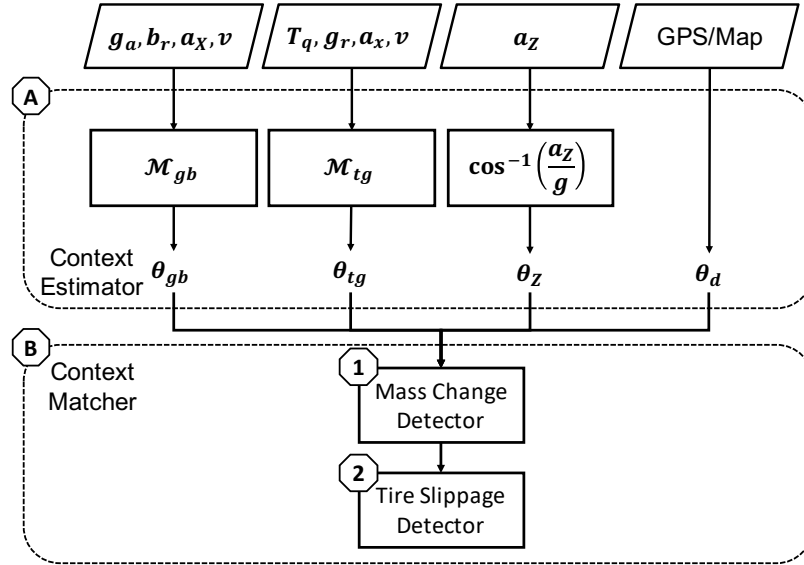 g_a, b_r, a_X, v
T_q, g_r, a_x, v
a_Z
GPS/Map
A
ℳ_gb
ℳ_tg
cos⁻¹(a_Z/g)
Context
Estimator
θ_gb
θ_tg
θ_Z
θ_d
B
Context
Matcher
1
Mass Change
Detector
2
Tire Slippage
Detector